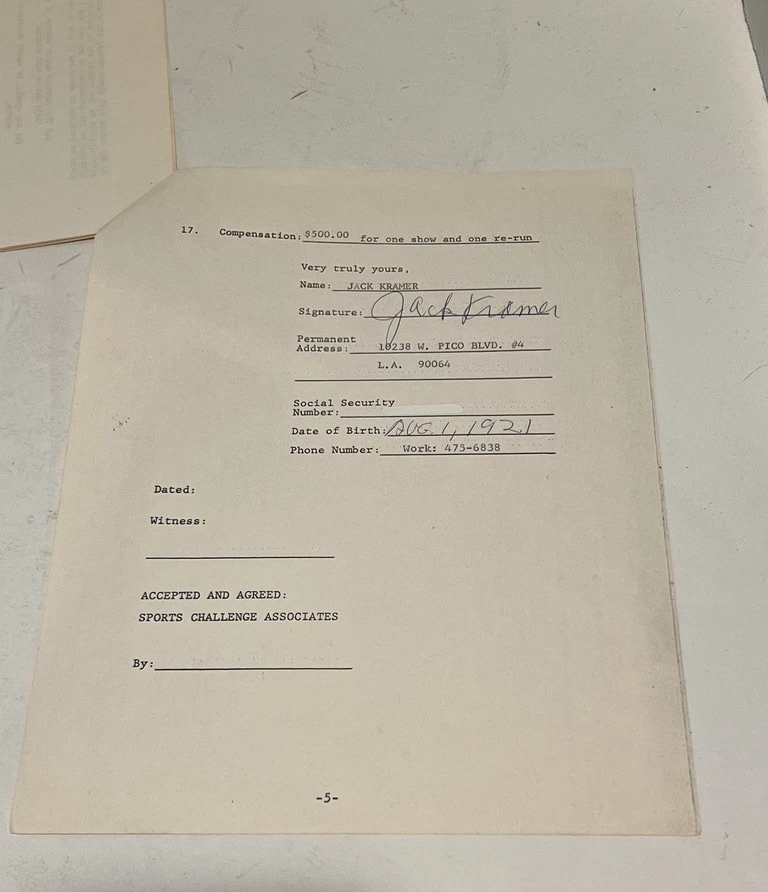 17. Compensation: $500.00 for one show and one re-run
Very truly yours,
Name: JACK KRAMER
Signature: Jack Kramer
Permanent
Address: 10238 W. PICO BLVD. #4
L.A. 90064
Social Security
Number:
Date of Birth: AUG 1, 1921
Phone Number: Work: 475-6838
Dated:
Witness:
ACCEPTED AND AGREED:
SPORTS CHALLENGE ASSOCIATES
By:
-5-